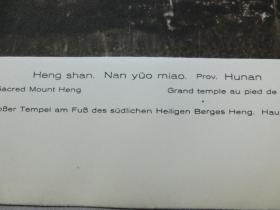 Heng shan. Nan yüo miao. Prov. Hunan
Sacred Mount Heng Grand temple au pied de
oßer Tempel am Fuß des südlichen Heiligen Berges Heng. Hau